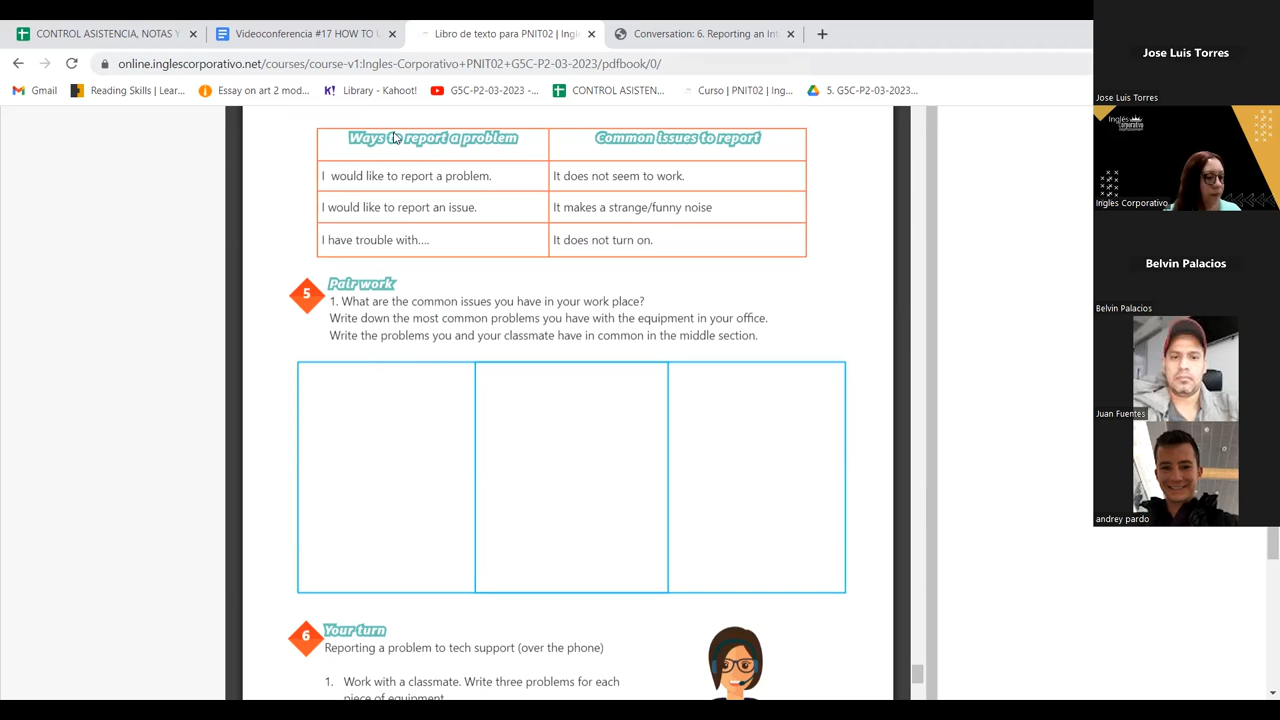 CONTROL ASISTENCIA, NOTAS Y
Videoconferencia #17 HOW TO U
Libro de texto para PNIT02 | Ingl
Conversation: 6. Reporting an Int
online.inglescorporativo.net/courses/course-v1:Ingles-Corporativo+PNIT02+G5C-P2-03-2023/pdfbook/0/
Gmail
Reading Skills | Lear...
Essay on art 2 mod...
Library - Kahoot!
G5C-P2-03-2023 -...
CONTROL ASISTEN...
Curso | PNIT02 | Ing...
5. G5C-P2-03-2023...
Ways to report a problem
Common issues to report
I would like to report a problem.
It does not seem to work.
I would like to report an issue.
It makes a strange/funny noise
I have trouble with....
It does not turn on.
5
Pair work
1. What are the common issues you have in your work place?
Write down the most common problems you have with the equipment in your office.
Write the problems you and your classmate have in common in the middle section.
6
Your turn
Reporting a problem to tech support (over the phone)
1. Work with a classmate. Write three problems for each
piece of equipment
Jose Luis Torres
Jose Luis Torres
Inglés
Corporativo
Ingles Corporativo
Belvin Palacios
Belvin Palacios
Juan Fuentes
andrey pardo